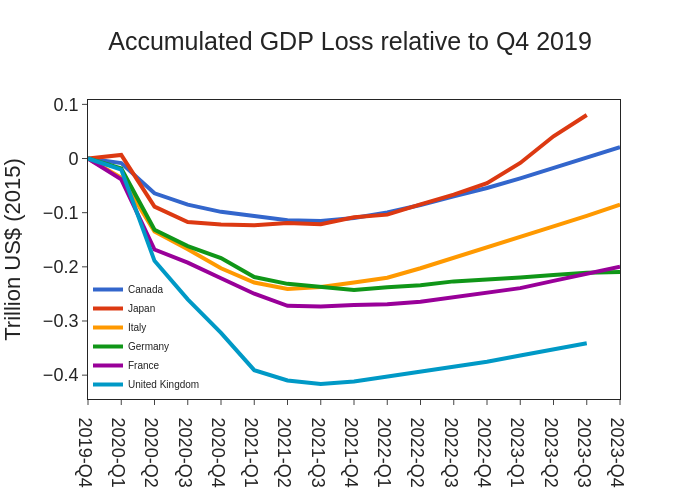 Accumulated GDP Loss relative to Q4 2019
Trillion US$ (2015)
0.1
0
−0.1
−0.2
−0.3
−0.4
Canada
Japan
Italy
Germany
France
United Kingdom
2019-Q4
2020-Q1
2020-Q2
2020-Q3
2020-Q4
2021-Q1
2021-Q2
2021-Q3
2021-Q4
2022-Q1
2022-Q2
2022-Q3
2022-Q4
2023-Q1
2023-Q2
2023-Q3
2023-Q4